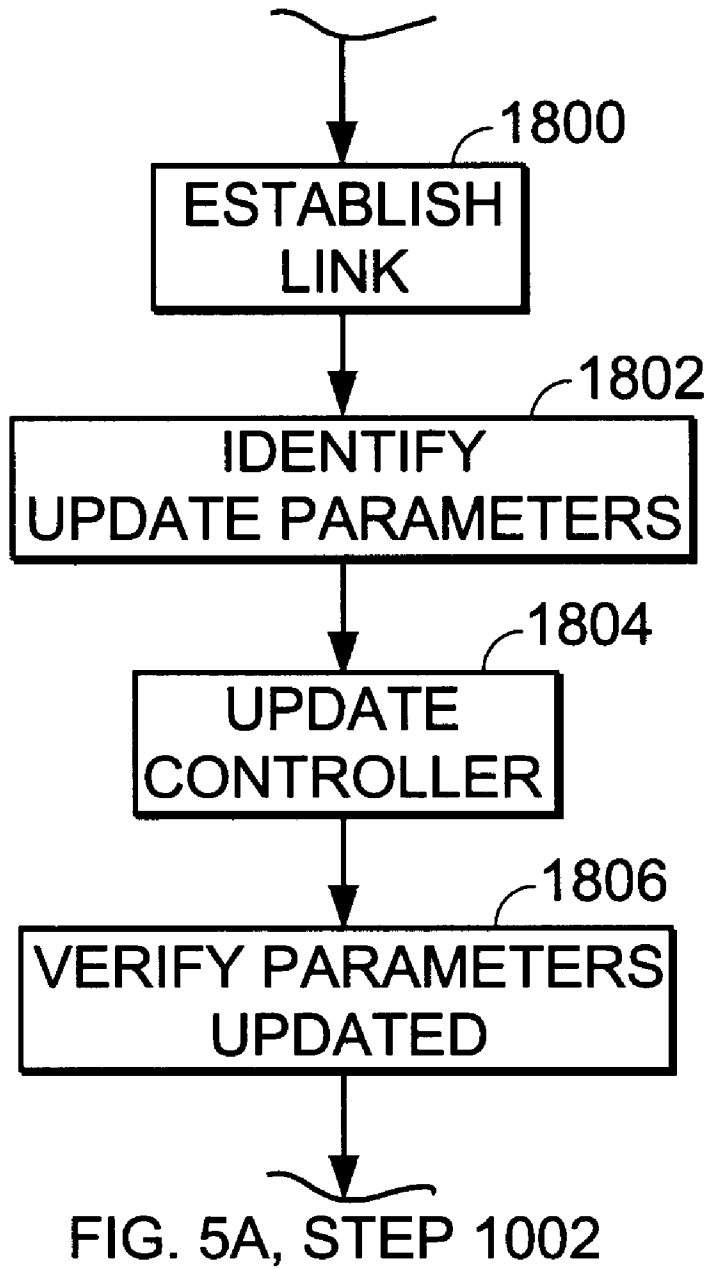 1800
ESTABLISH
LINK
1802
IDENTIFY
UPDATE PARAMETERS
1804
UPDATE
CONTROLLER
1806
VERIFY PARAMETERS
UPDATED
FIG. 5A, STEP 1002